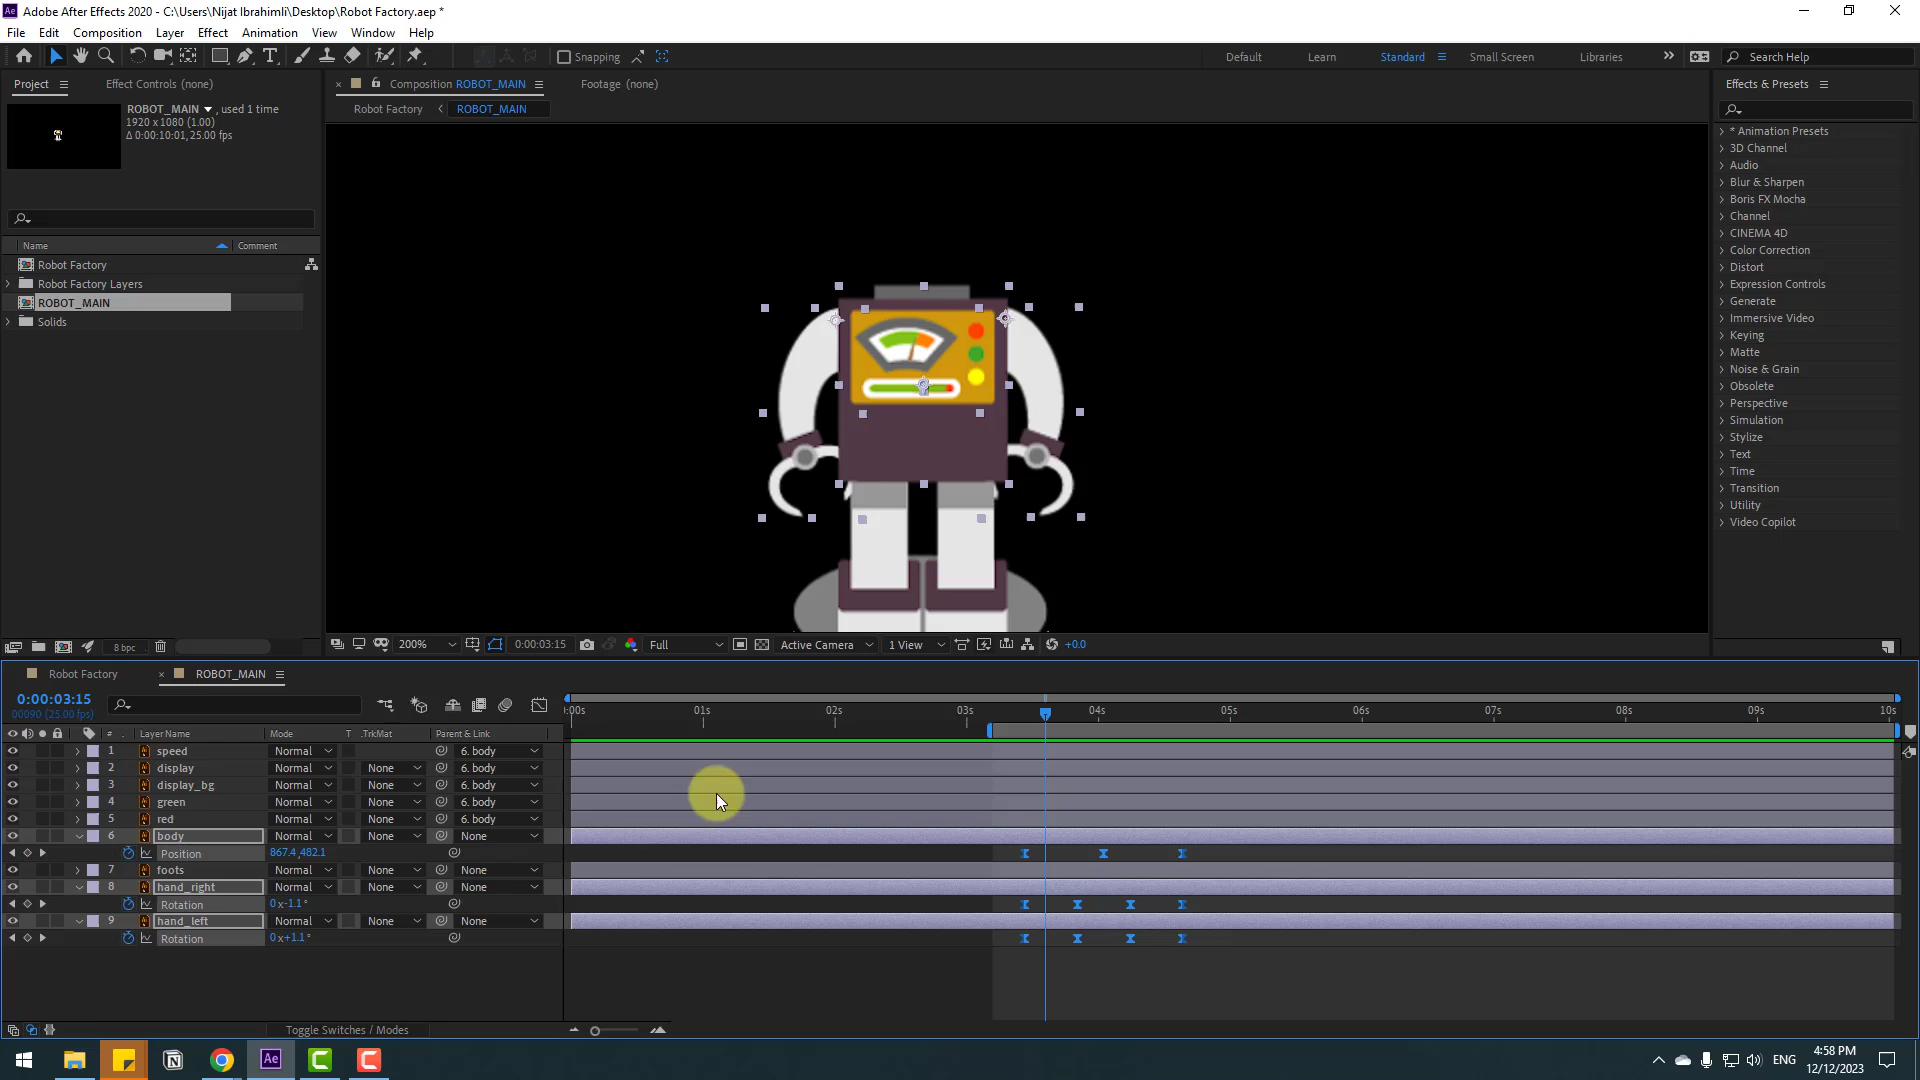 Adobe After Effects 2020 - C:\Users\Nijat Ibrahimli\Desktop\Robot Factory.aep *
File Edit Composition Layer Effect Animation View Window Help
Snapping
Default Learn Standard Small Screen Libraries Search Help
Project Effect Controls (none)
Composition ROBOT_MAIN Footage (none)
Effects & Presets
ROBOT_MAIN , used 1 time
1920 x 1080 (1.00)
Δ 0:00:10:01, 25.00 fps
Robot Factory ROBOT_MAIN
Name Comment
Robot Factory
Robot Factory Layers
ROBOT_MAIN
Solids
* Animation Presets
3D Channel
Audio
Blur & Sharpen
Boris FX Mocha
Channel
CINEMA 4D
Color Correction
Distort
Expression Controls
Generate
Immersive Video
Keying
Matte
Noise & Grain
Obsolete
Perspective
Simulation
Stylize
Text
Time
Transition
Utility
Video Copilot
8 bpc
200% 0:00:03:15 Full Active Camera 1 View +0.0
Robot Factory ROBOT_MAIN
0:00:03:15
00090 (25.00 fps)
:00s 01s 02s 03s 04s 05s 06s 07s 08s 09s 10s
# . Layer Name Mode T .TrkMat Parent & Link
1 speed Normal 6. body
2 display Normal None 6. body
3 display_bg Normal None 6. body
4 green Normal None 6. body
5 red Normal None 6. body
6 body Normal None None
Position 867.4,482.1
7 foots Normal None None
8 hand_right Normal None None
Rotation 0x-1.1°
9 hand_left Normal None None
Rotation 0x+1.1°
Toggle Switches / Modes
ENG
4:58 PM
12/12/2023